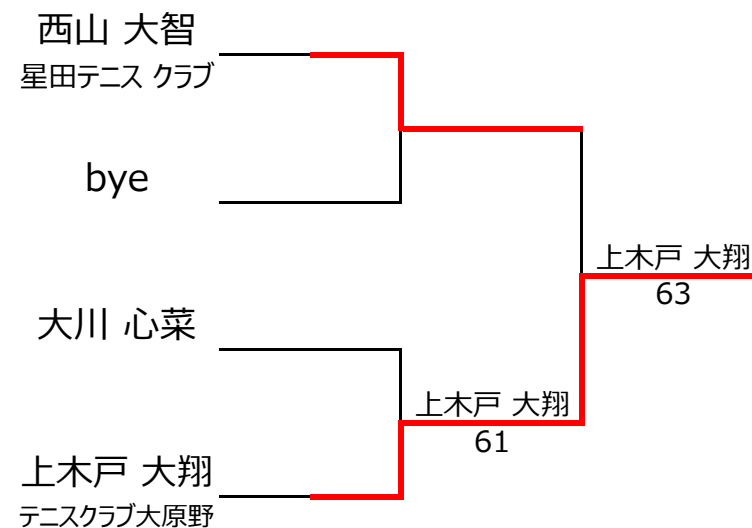 西山 大智
星田テニス クラブ
bye
大川 心菜
上木戸 大翔
テニスクラブ大原野
上木戸 大翔
61
上木戸 大翔
63